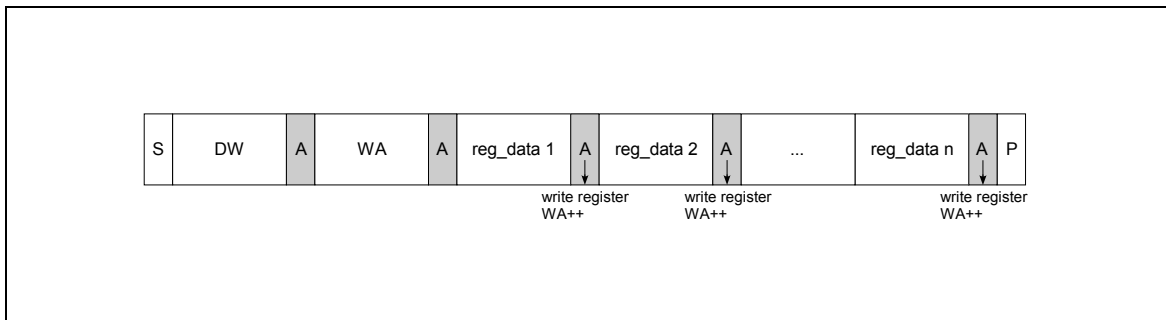 S DW A WA A reg_data 1 A reg_data 2 A ... reg_data n A P
write register write register write register
WA++ WA++ WA++